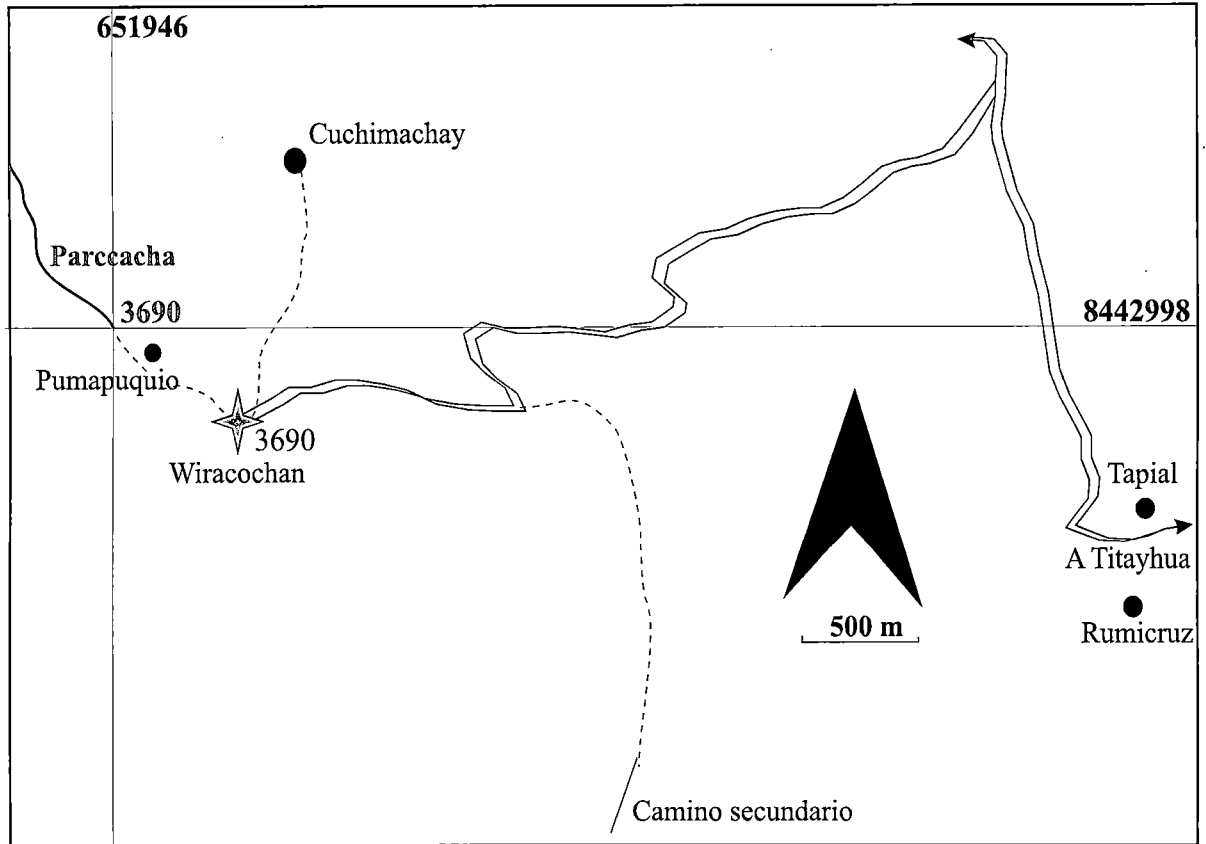 651946
Cuchimachay
Parccacha
3690
8442998
Pumapuquio
3690
Wiracochan
Tapial
A Titayhua
500 m
Rumicruz
Camino secundario